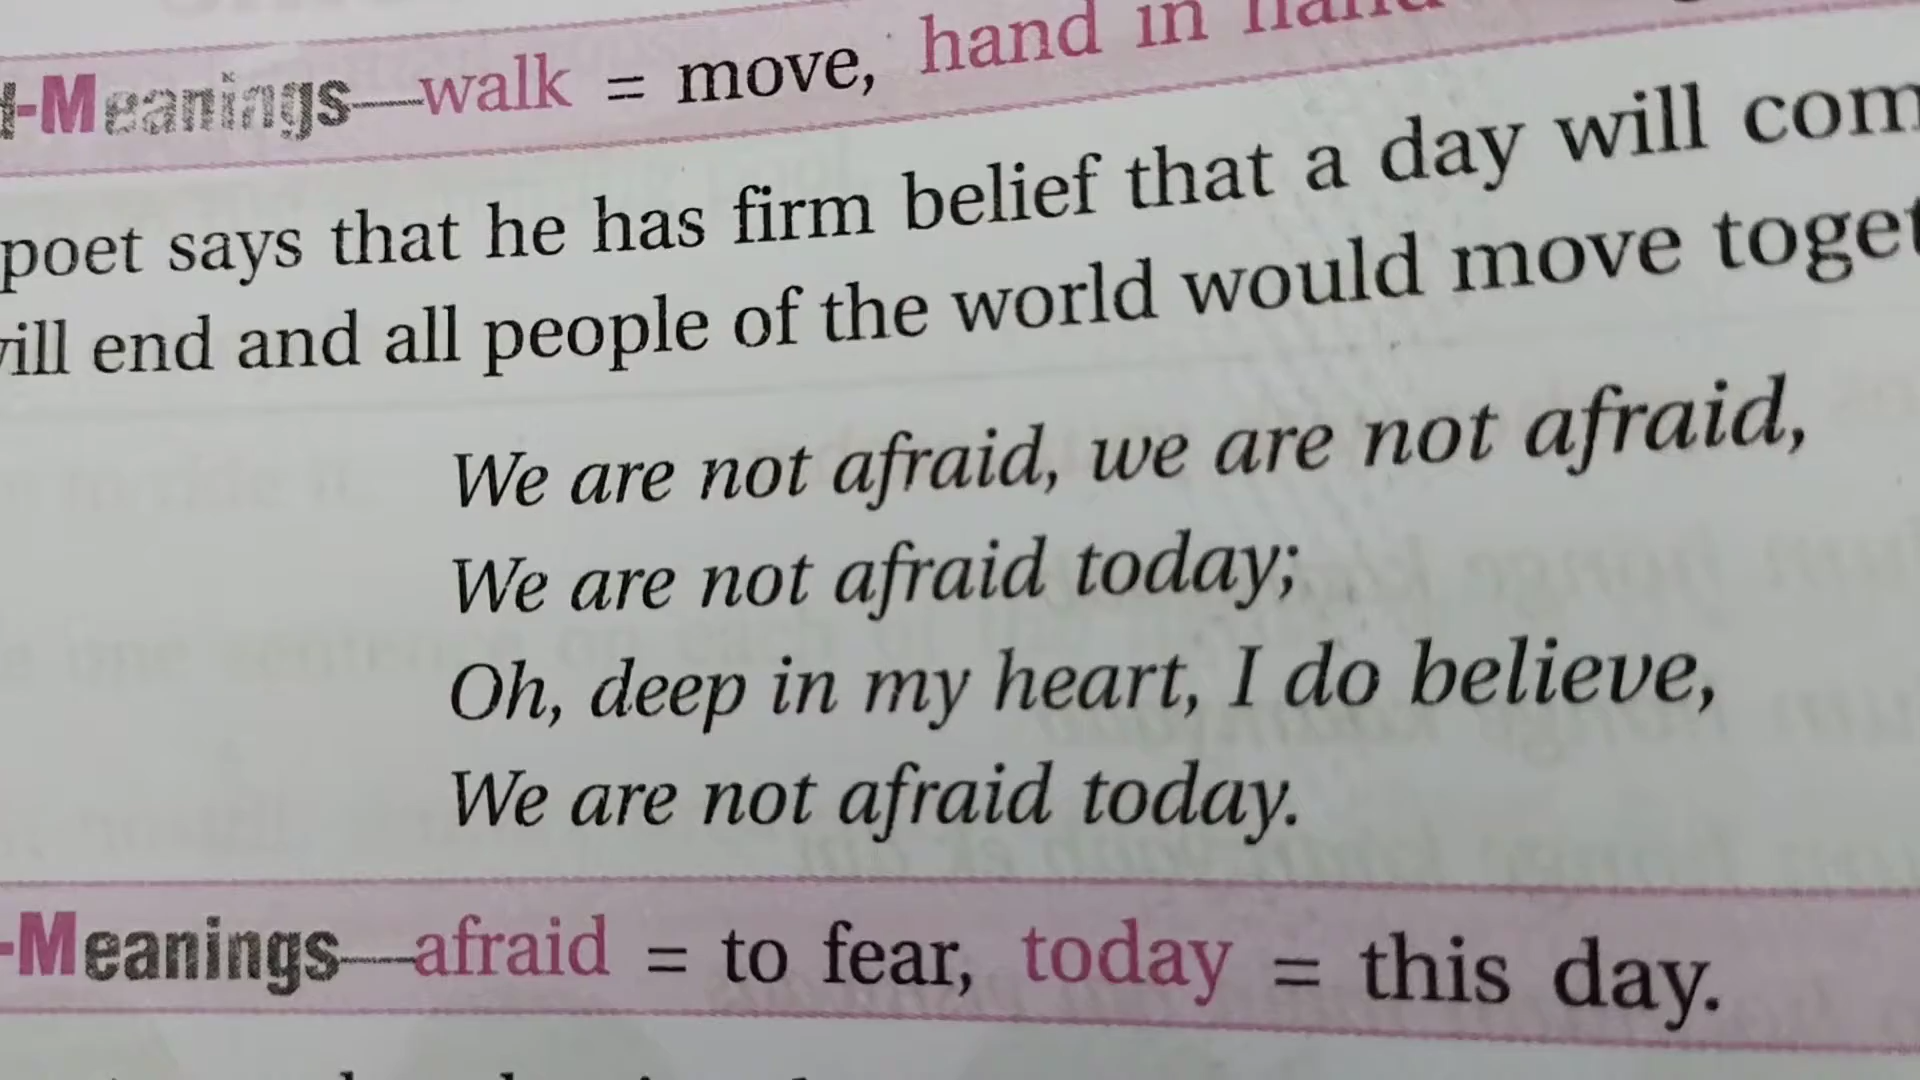 -Meanings—walk = move, hand in hand
poet says that he has firm belief that a day will com
will end and all people of the world would move toget
We are not afraid, we are not afraid,
We are not afraid today;
Oh, deep in my heart, I do believe,
We are not afraid today.
-Meanings—afraid = to fear, today = this day.